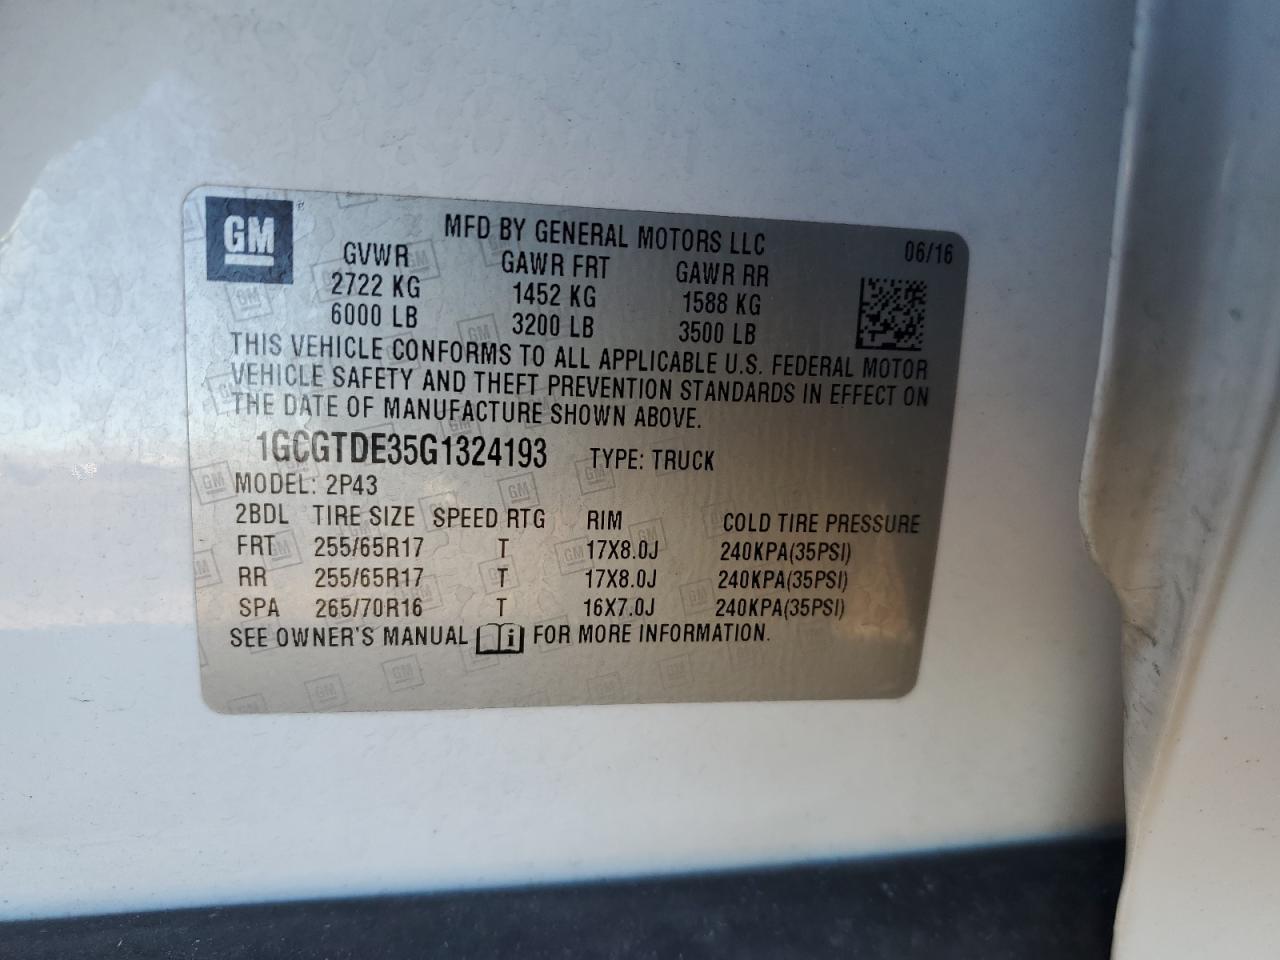 GM
MFD BY GENERAL MOTORS LLC 06/16
GVWR GAWR FRT GAWR RR
2722 KG 1452 KG 1588 KG
6000 LB 3200 LB 3500 LB
THIS VEHICLE CONFORMS TO ALL APPLICABLE U.S. FEDERAL MOTOR
VEHICLE SAFETY AND THEFT PREVENTION STANDARDS IN EFFECT ON
THE DATE OF MANUFACTURE SHOWN ABOVE.
1GCGTDE35G1324193 TYPE: TRUCK
MODEL: 2P43
2BDL TIRE SIZE SPEED RTG RIM COLD TIRE PRESSURE
FRT 255/65R17 T 17X8.0J 240KPA(35PSI)
RR 255/65R17 T 17X8.0J 240KPA(35PSI)
SPA 265/70R16 T 16X7.0J 240KPA(35PSI)
SEE OWNER'S MANUAL i FOR MORE INFORMATION.